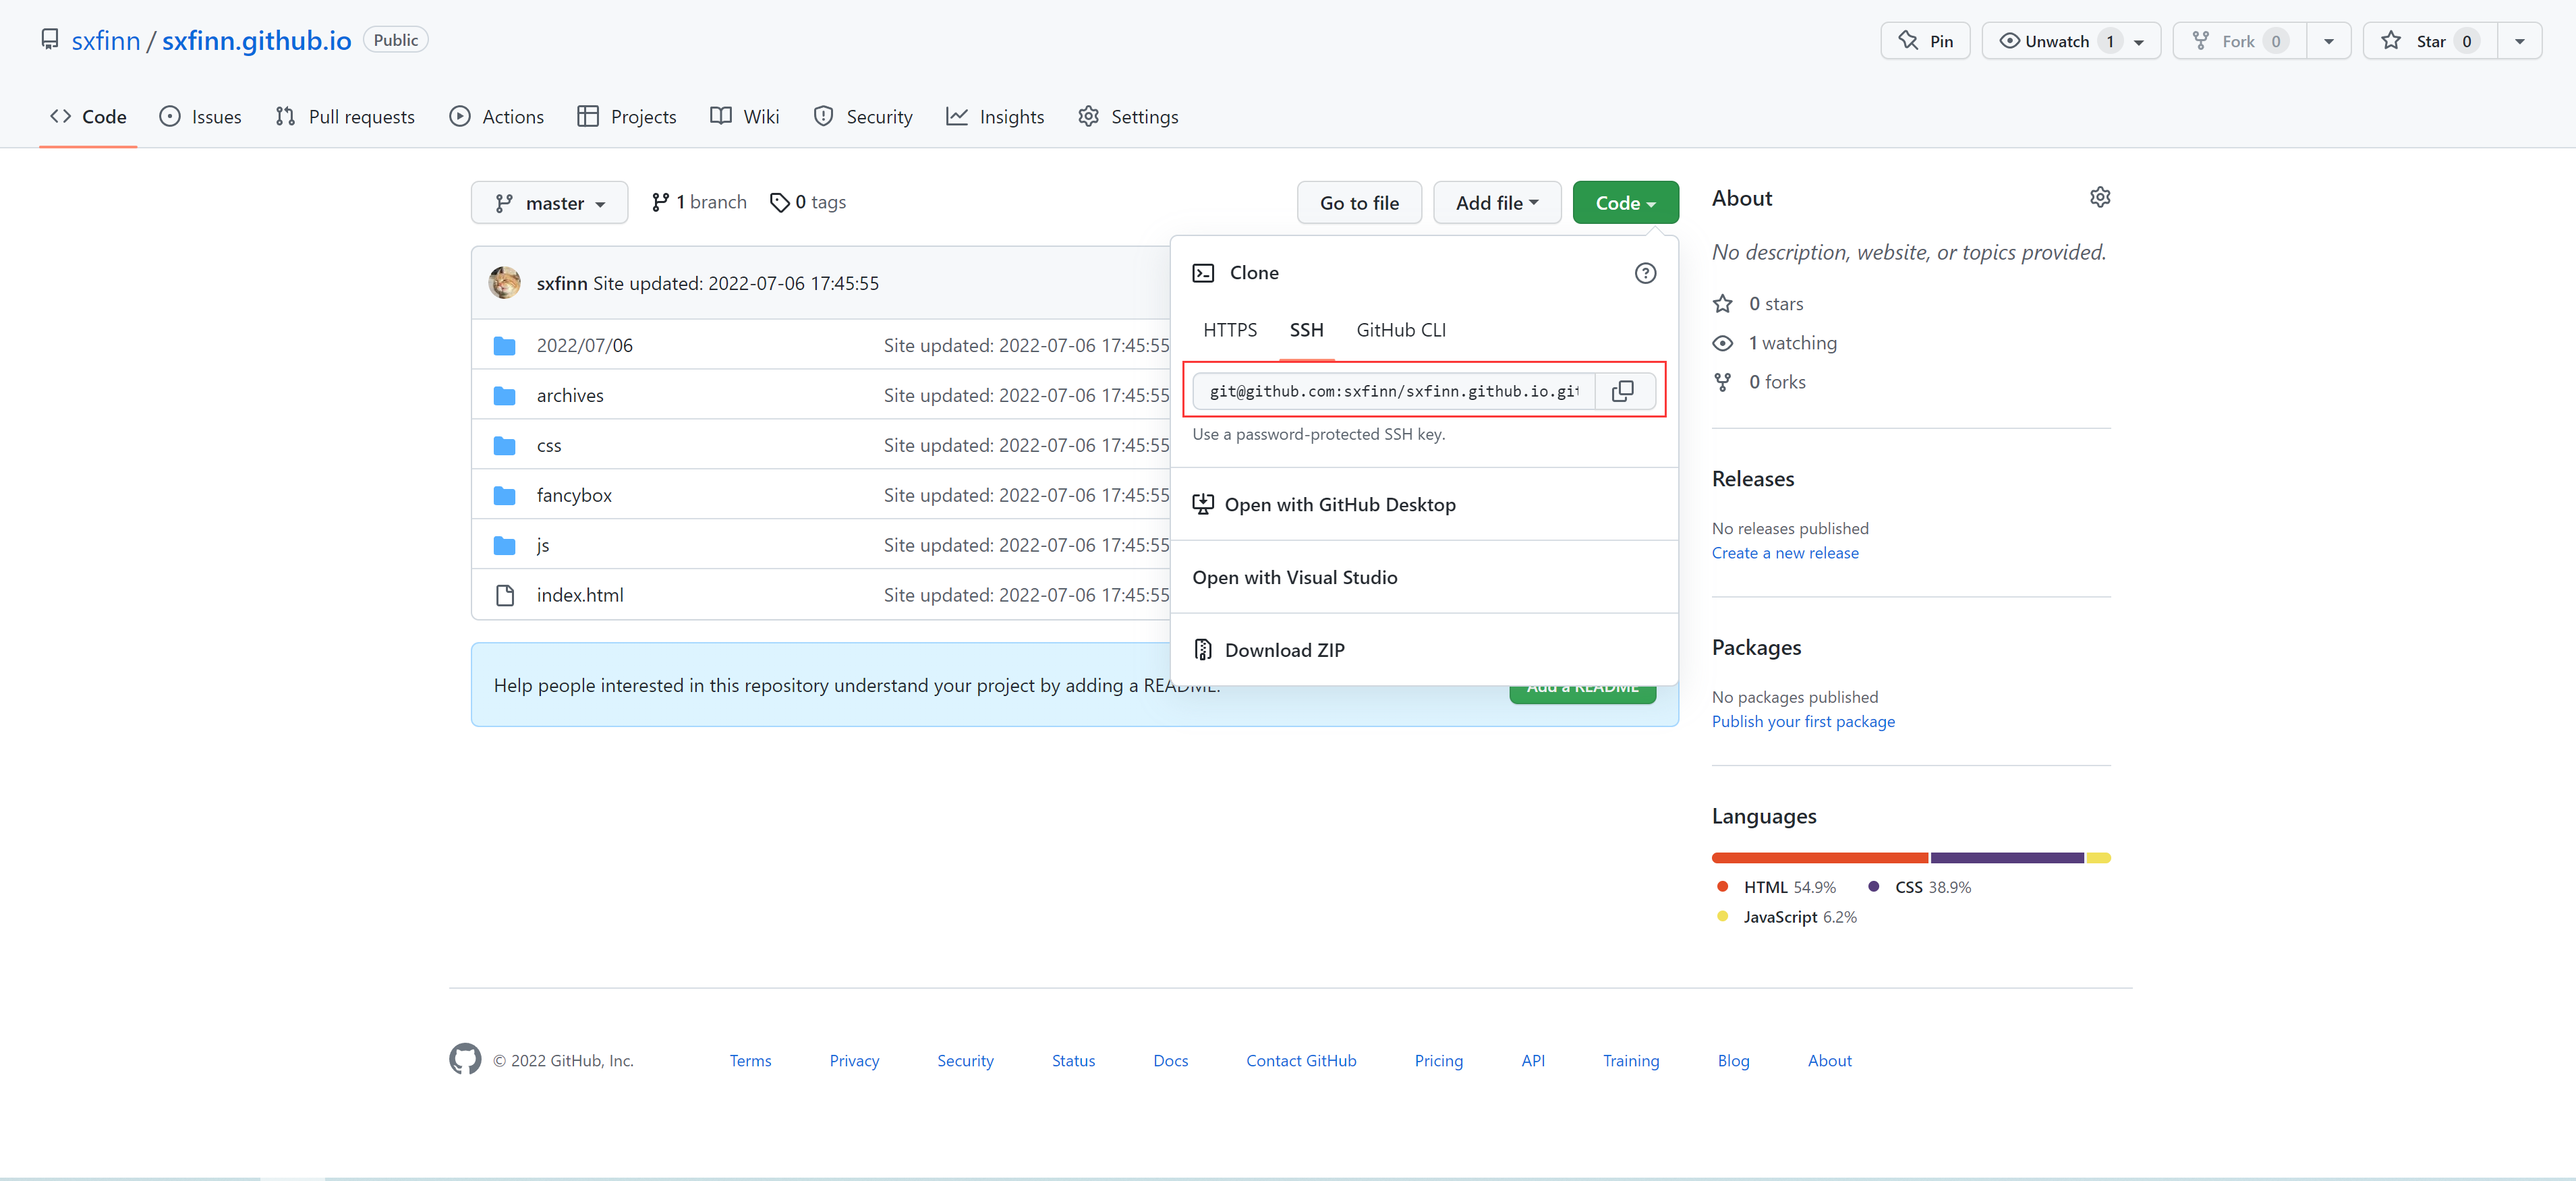 sxfinn / sxfinn.github.io Public
Pin Unwatch 1 Fork 0 Star 0
Code Issues Pull requests Actions Projects Wiki Security Insights Settings
master 1 branch 0 tags Go to file Add file Code
sxfinn Site updated: 2022-07-06 17:45:55
2022/07/06 Site updated: 2022-07-06 17:45:55
archives Site updated: 2022-07-06 17:45:55
css Site updated: 2022-07-06 17:45:55
fancybox Site updated: 2022-07-06 17:45:55
js Site updated: 2022-07-06 17:45:55
index.html Site updated: 2022-07-06 17:45:55
Help people interested in this repository understand your project by adding a README.
Add a README
Clone
HTTPS SSH GitHub CLI
git@github.com:sxfinn/sxfinn.github.io.git
Use a password-protected SSH key.
Open with GitHub Desktop
Open with Visual Studio
Download ZIP
About
No description, website, or topics provided.
0 stars
1 watching
0 forks
Releases
No releases published
Create a new release
Packages
No packages published
Publish your first package
Languages
HTML 54.9% CSS 38.9%
JavaScript 6.2%
© 2022 GitHub, Inc. Terms Privacy Security Status Docs Contact GitHub Pricing API Training Blog About